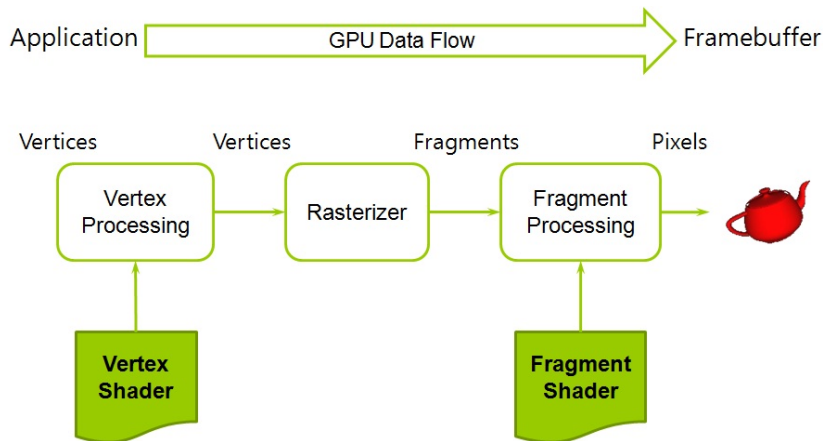 Application
GPU Data Flow
Framebuffer
Vertices
Vertices
Fragments
Pixels
Vertex
Processing
Rasterizer
Fragment
Processing
Vertex
Shader
Fragment
Shader